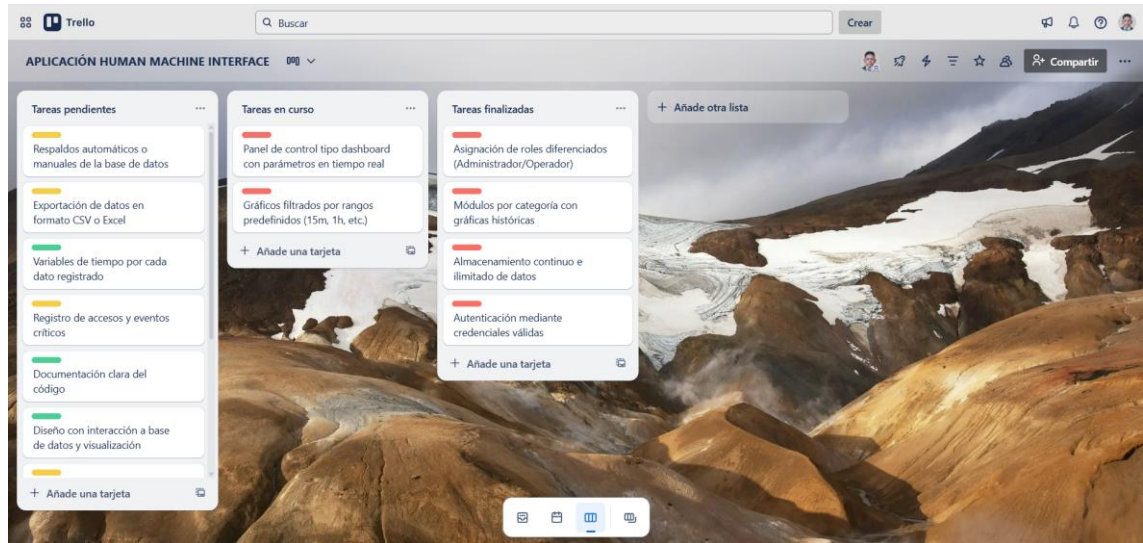 Trello
Buscar
Crear
APLICACIÓN HUMAN MACHINE INTERFACE
Compartir
Tareas pendientes
Respaldos automáticos o
manuales de la base de datos
Exportación de datos en
formato CSV o Excel
Variables de tiempo por cada
dato registrado
Registro de accesos y eventos
críticos
Documentación clara del
código
Diseño con interacción a base
de datos y visualización
+ Añade una tarjeta
Tareas en curso
Panel de control tipo dashboard
con parámetros en tiempo real
Gráficos filtrados por rangos
predefinidos (15m, 1h, etc.)
+ Añade una tarjeta
Tareas finalizadas
Asignación de roles diferenciados
(Administrador/Operador)
Módulos por categoría con
gráficas históricas
Almacenamiento continuo e
ilimitado de datos
Autenticación mediante
credenciales válidas
+ Añade una tarjeta
+ Añade otra lista